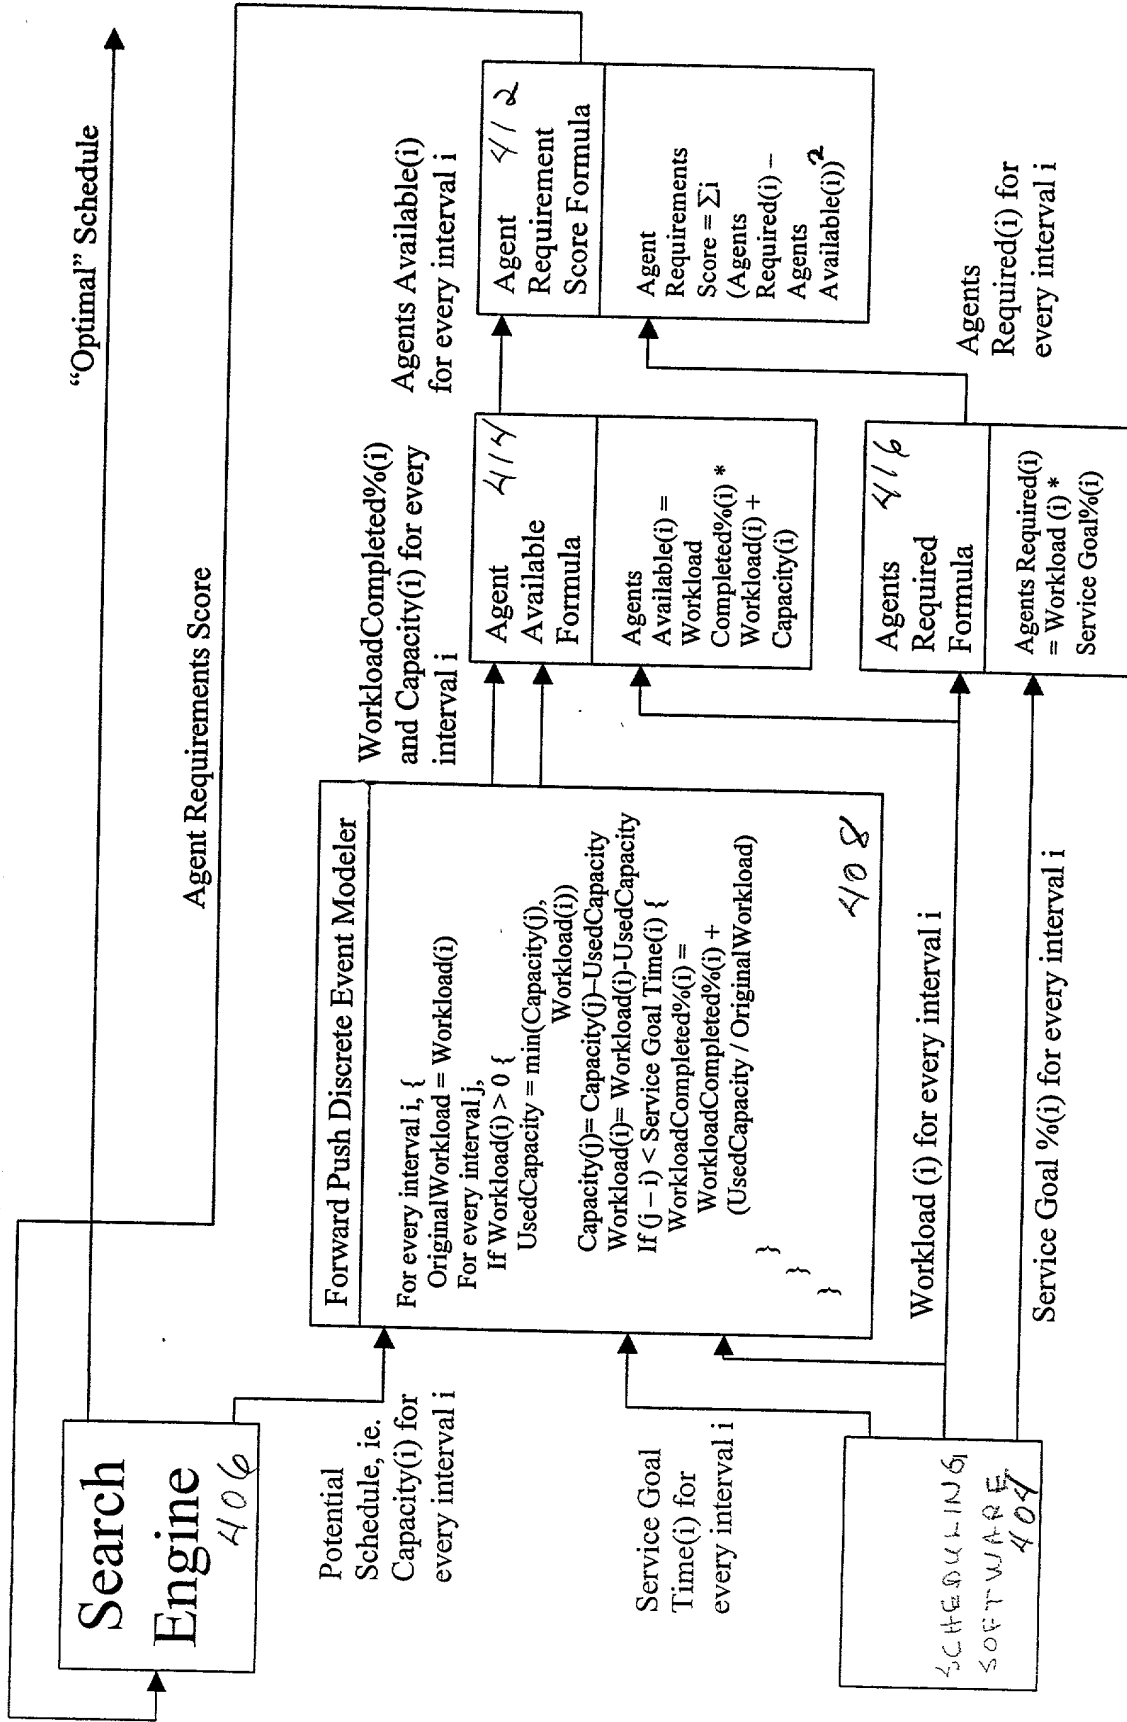 "Optimal" Schedule
Agent Requirements Score
Search
Engine
406
Potential
Schedule, ie.
Capacity(i) for
every interval i
Forward Push Discrete Event Modeler
For every interval i, {
OriginalWorkload = Workload(i)
For every interval j,
If Workload(i) > 0 {
UsedCapacity = min(Capacity(j),
Workload(i))
Capacity(j)= Capacity(j)–UsedCapacity
Workload(i)= Workload(i)-UsedCapacity
If (j – i) < Service Goal Time(i) {
WorkloadCompleted%(i) =
WorkloadCompleted%(i) +
(UsedCapacity / OriginalWorkload)
}
}
}
408
WorkloadCompleted%(i)
and Capacity(i) for every
interval i
Agent 414
Available
Formula
Agents
Available(i) =
Workload
Completed%(i) *
Workload(i) +
Capacity(i)
Agents Available(i)
for every interval i
Agent 412
Requirement
Score Formula
Agent
Requirements
Score = Σi
(Agents
Required(i) –
Agents
Available(i))²
Service Goal
Time(i) for
every interval i
SCHEDULING
SOFTWARE
404
Workload (i) for every interval i
Service Goal %(i) for every interval i
Agents 416
Required
Formula
Agents Required(i)
= Workload (i) *
Service Goal%(i)
Agents
Required(i) for
every interval i